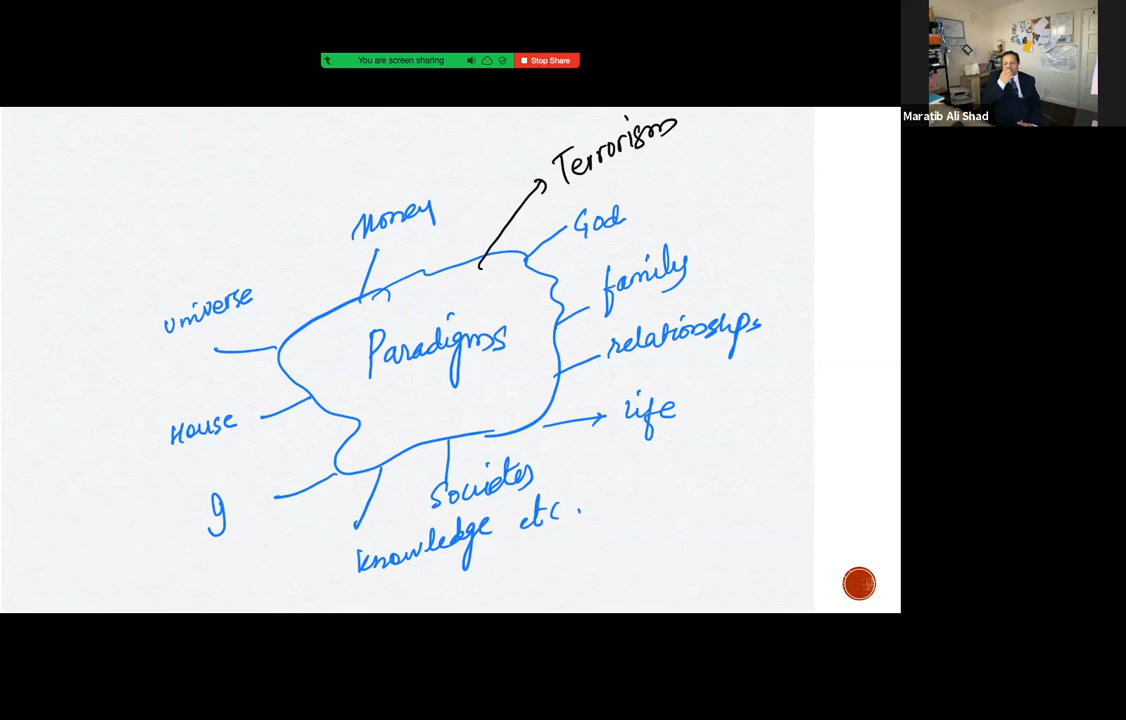 You are screen sharing
Stop Share
Maratib Ali Shad
Terrorism
Money
God
family
universe
Paradigms
relationships
life
House
Societes
knowledge etc.